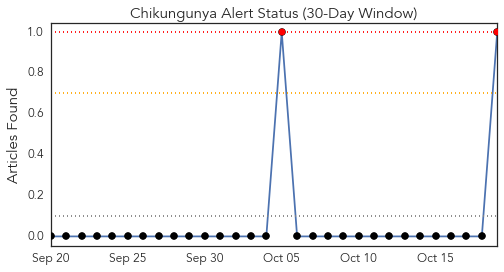 Chikungunya Alert Status (30-Day Window)
Articles Found
1.0
0.8
0.6
0.4
0.2
0.0
Sep 20 Sep 25 Sep 30 Oct 05 Oct 10 Oct 15